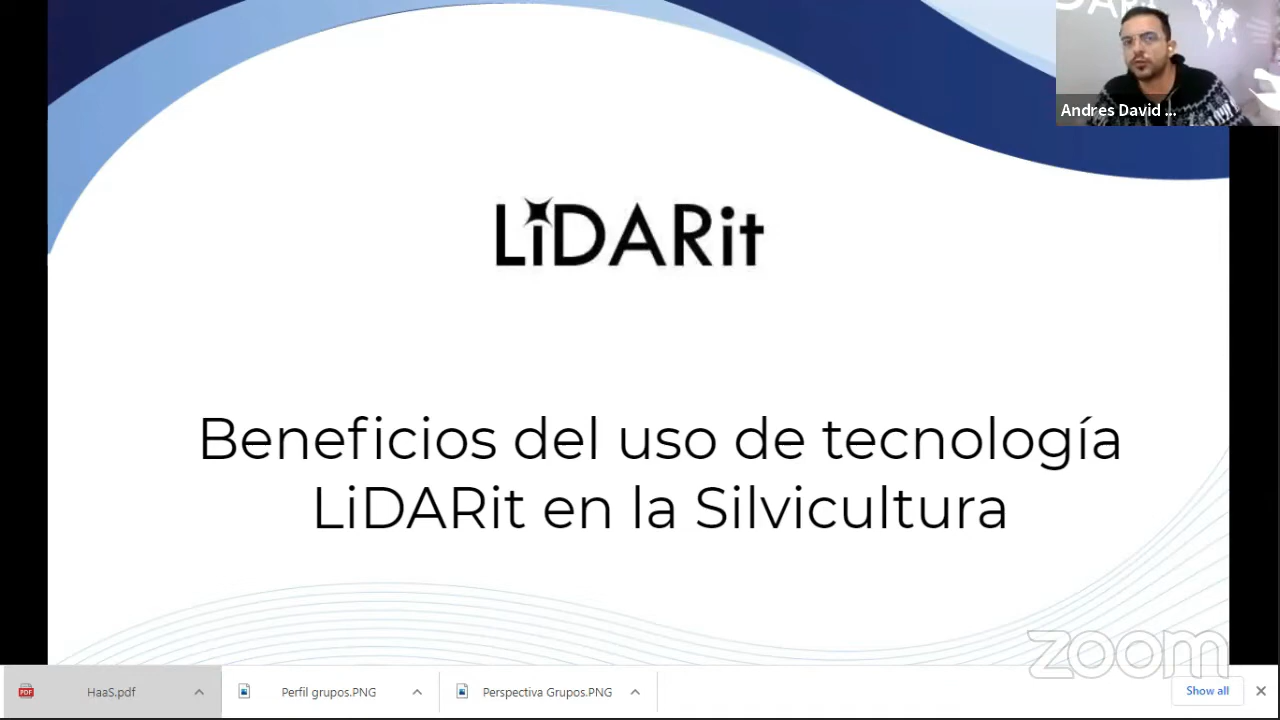 Andres David ...
LiDARit
Beneficios del uso de tecnología
LiDARit en la Silvicultura
zoom
PDF
HaaS.pdf
Perfil grupos.PNG
Perspectiva Grupos.PNG
Show all